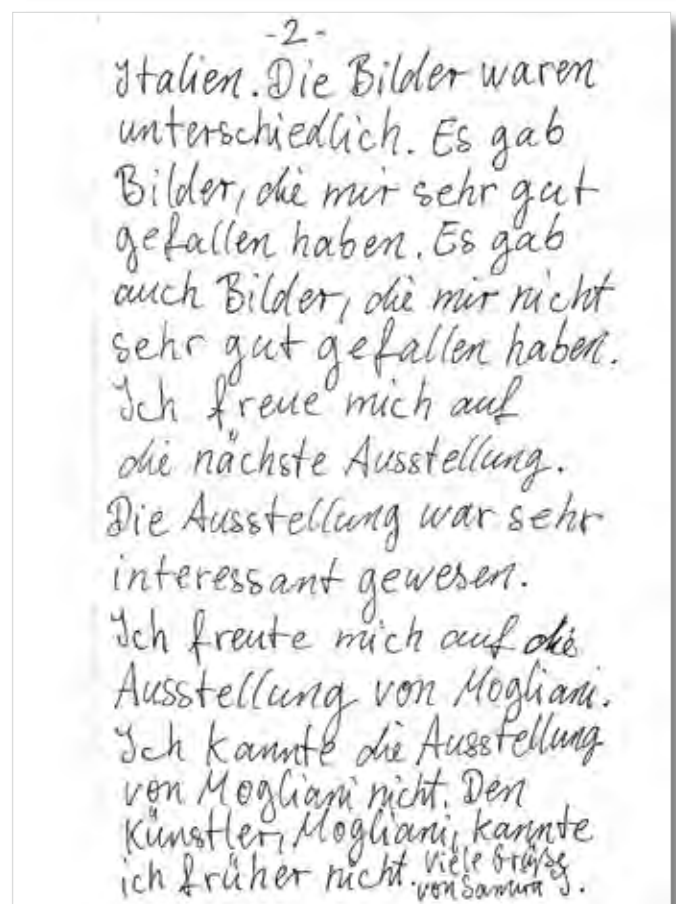 -2-
Italien. Die Bilder waren
unterschiedlich. Es gab
Bilder, die mir sehr gut
gefallen haben. Es gab
auch Bilder, die mir nicht
sehr gut gefallen haben.
Ich freue mich auf
die nächste Ausstellung.
Die Ausstellung war sehr
interessant gewesen.
Ich freute mich auf die
Ausstellung von Mogliani.
Ich kannte die Ausstellung
von Mogliani nicht. Den
Künstler, Mogliani, kannte
ich früher nicht. Viele Grüße
von Samira J.